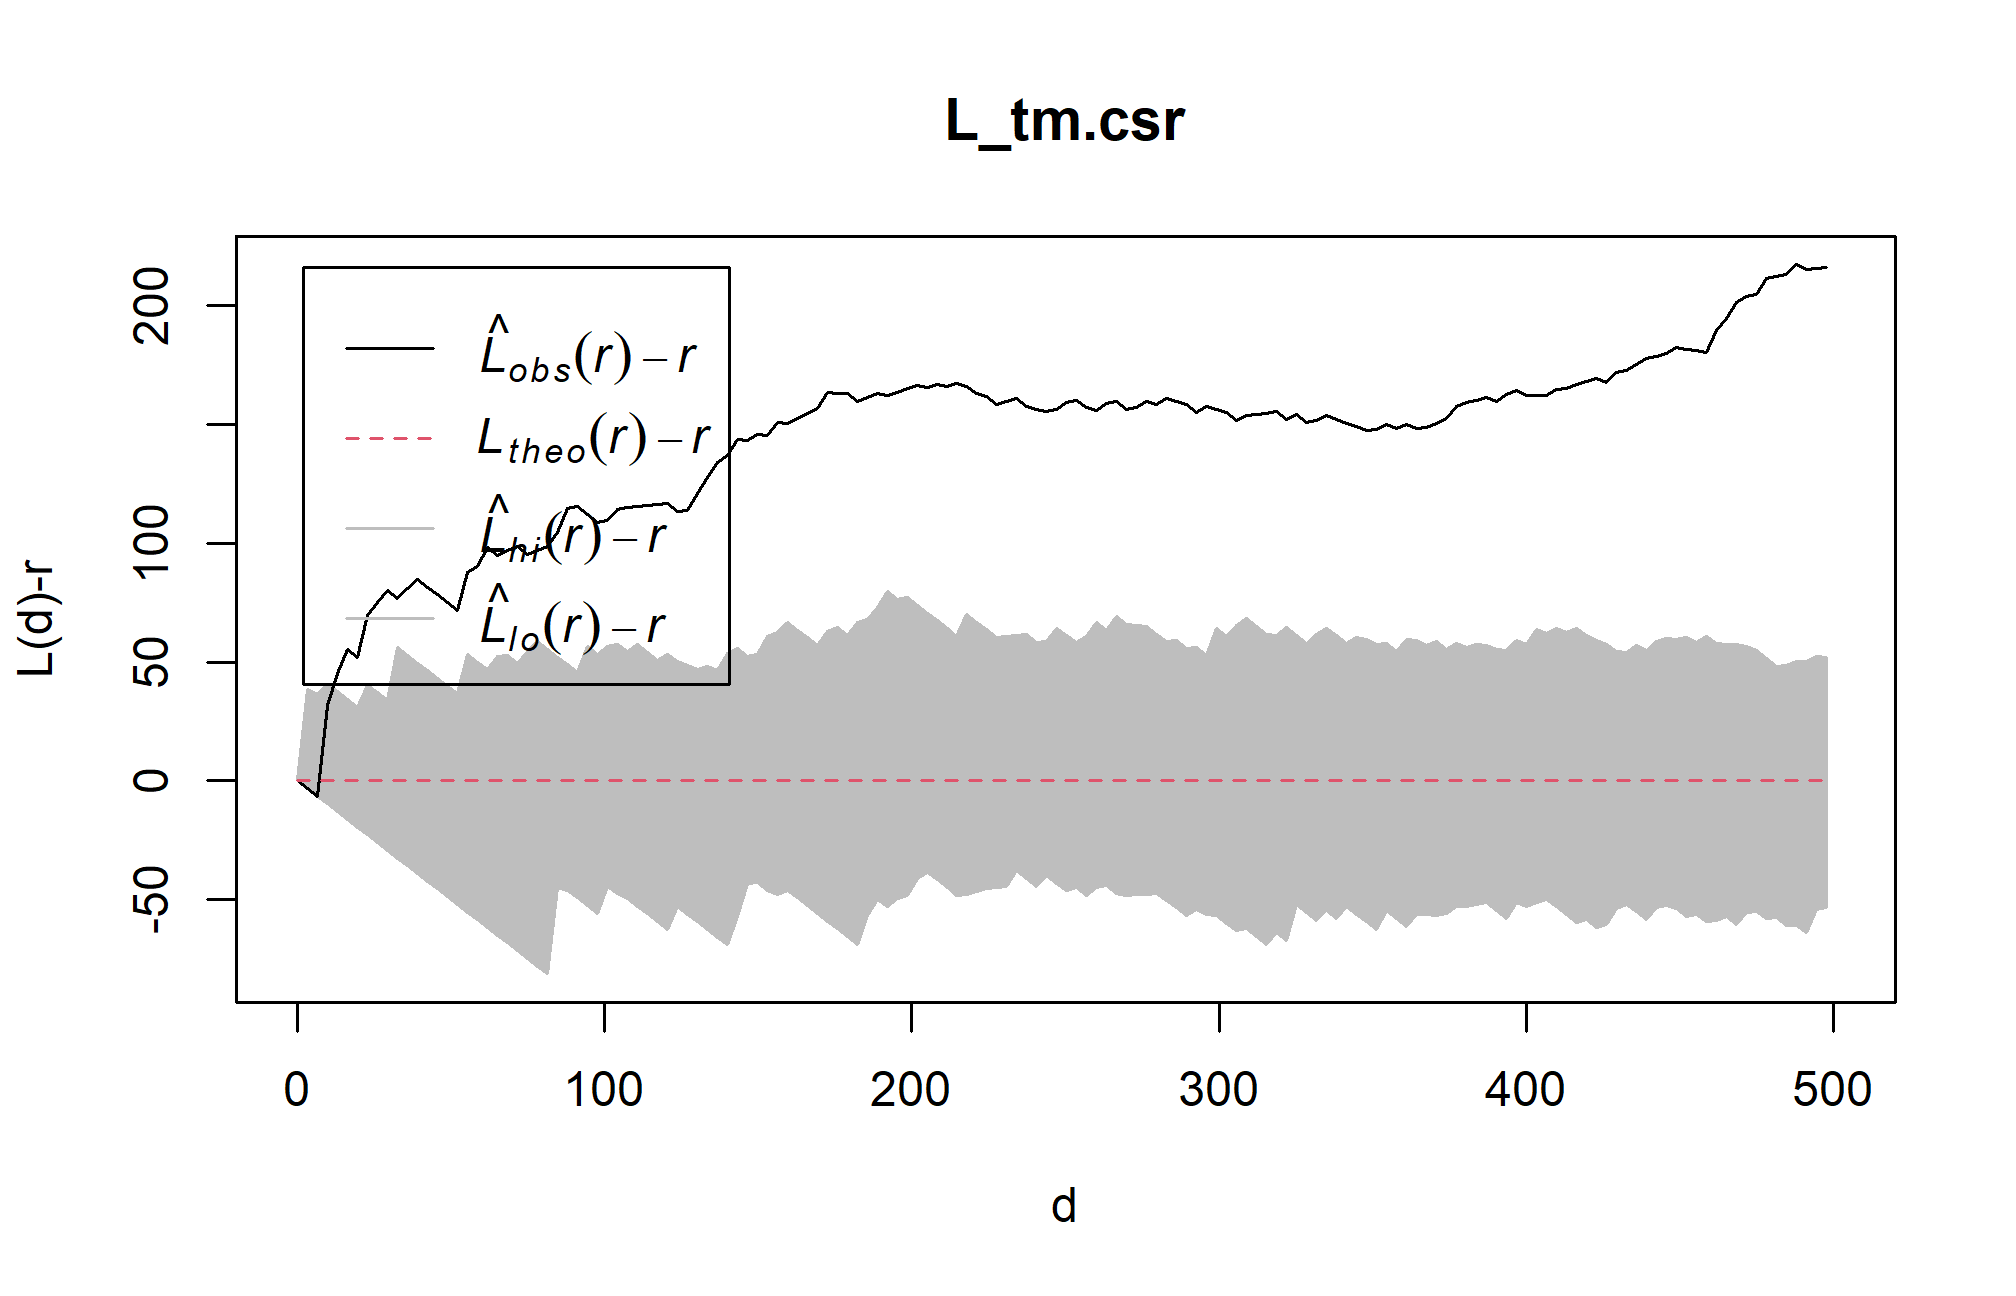 L_tm.csr
L̂obs(r) – r
Ltheo(r) – r
L̂hi(r) – r
L̂lo(r) – r
L(d)-r
200
100
50
0
-50
0 100 200 300 400 500
d